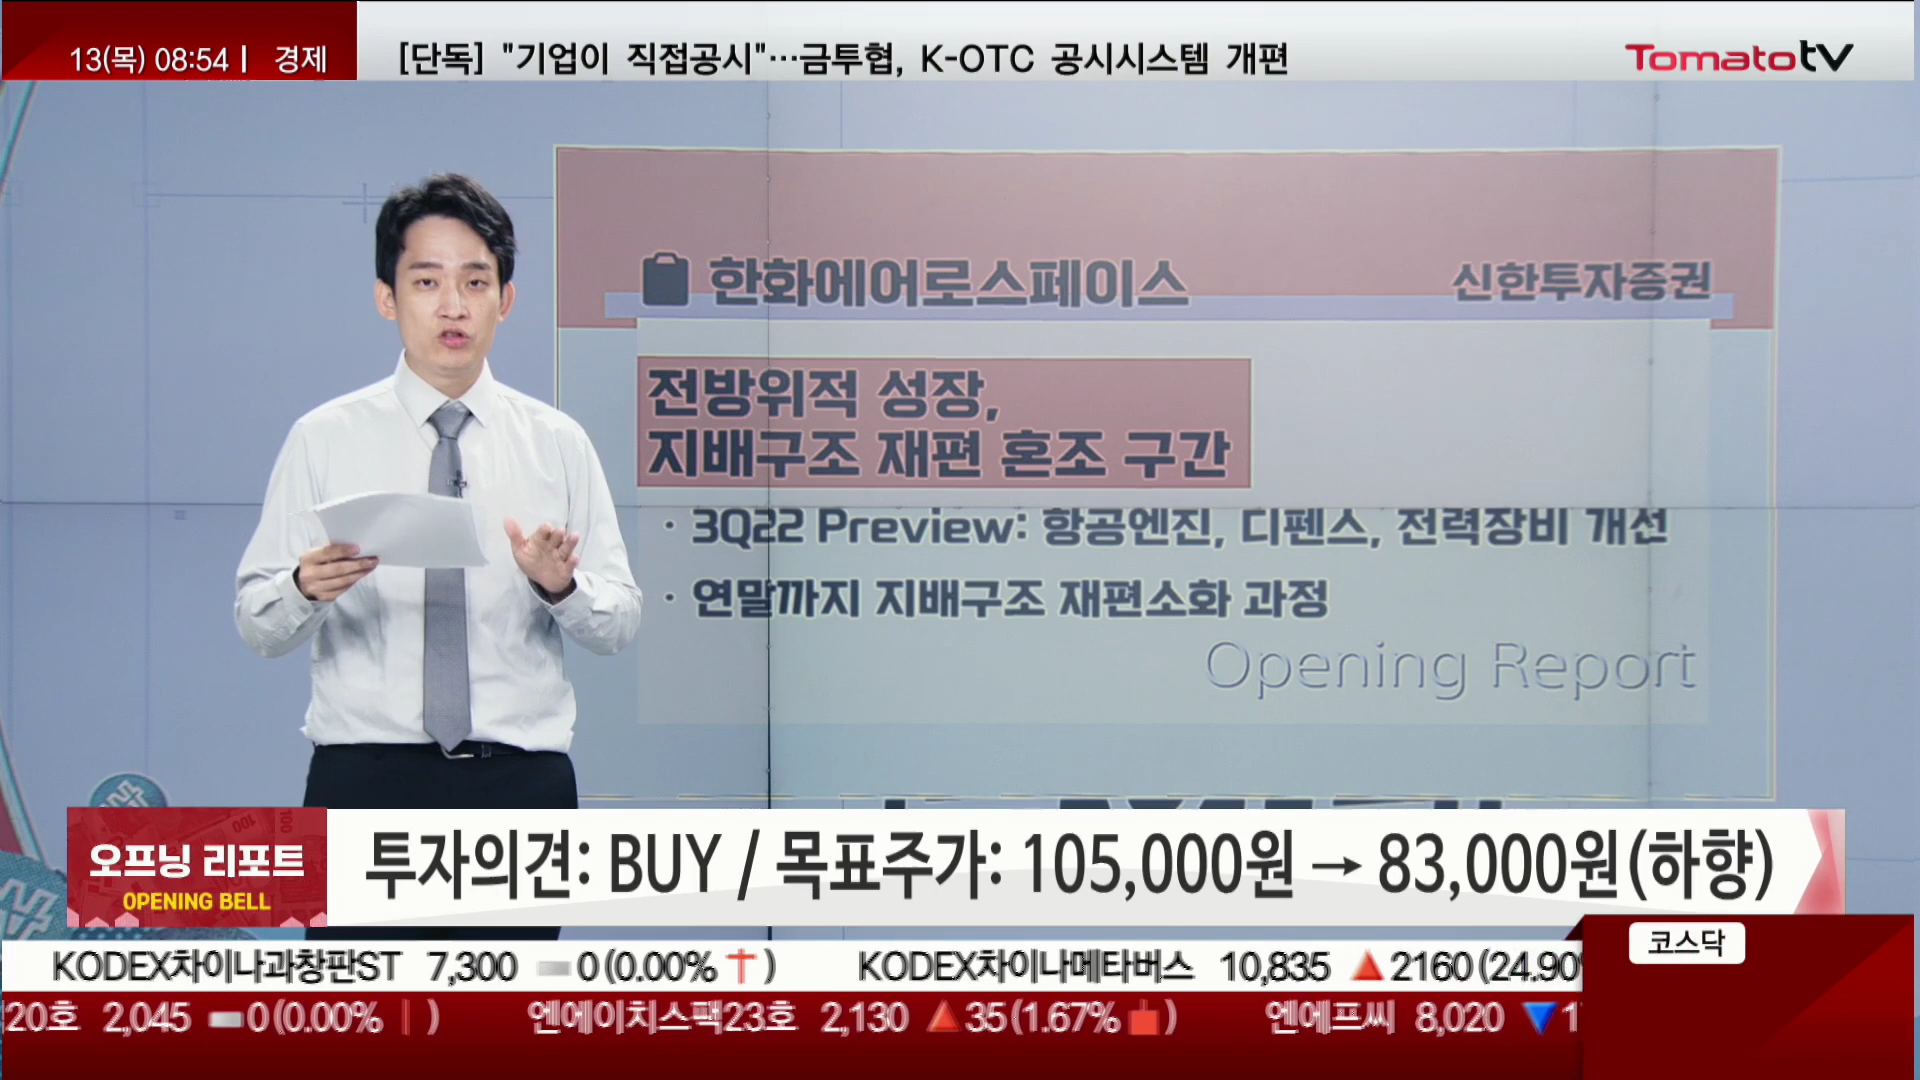 13(목) 08:54 | 경제
[단독] "기업이 직접공시"…금투협, K-OTC 공시시스템 개편
Tomato tv
한화에어로스페이스
신한투자증권
전방위적 성장,
지배구조 재편 혼조 구간
· 3Q22 Preview: 항공엔진, 디펜스, 전력장비 개선
· 연말까지 지배구조 재편소화 과정
Opening Report
오프닝 리포트
OPENING BELL
투자의견: BUY / 목표주가: 105,000원 → 83,000원(하향)
코스닥
KODEX차이나과창판ST 7,300 0(0.00% ) KODEX차이나메타버스 10,835 ▲2160(24.90%
20호 2,045 0(0.00% ) 엔에이치스팩23호 2,130 ▲35(1.67% ) 엔에프씨 8,020 ▼1